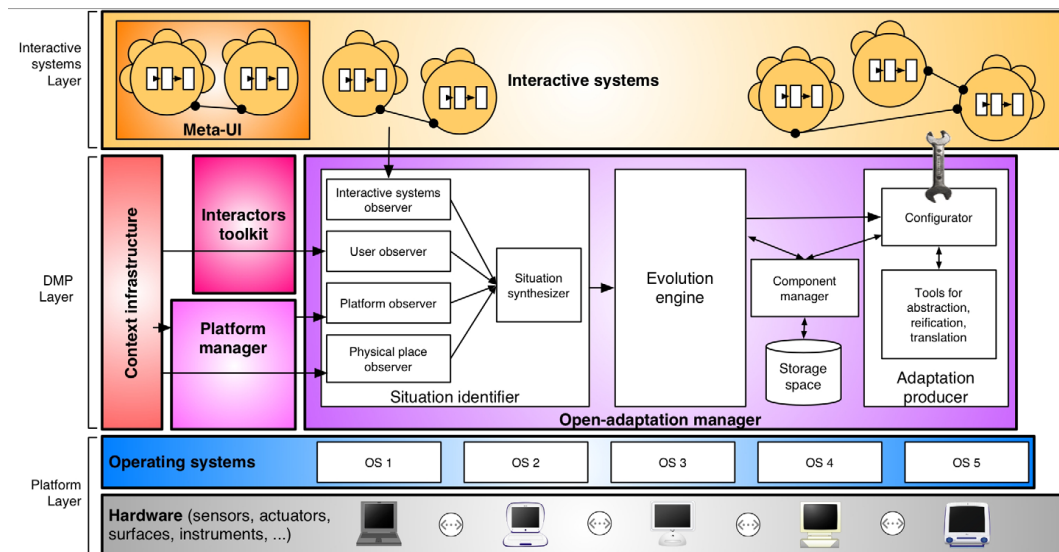 Interactive
systems
Layer
Meta-UI
Interactive systems
DMP
Layer
Context infrastructure
Interactors
toolkit
Platform
manager
Interactive systems
observer
User observer
Platform observer
Physical place
observer
Situation
synthesizer
Situation identifier
Evolution
engine
Component
manager
Storage
space
Configurator
Tools for
abstraction,
reification,
translation
Adaptation
producer
Open-adaptation manager
Platform
Layer
Operating systems
OS 1
OS 2
OS 3
OS 4
OS 5
Hardware (sensors, actuators,
surfaces, instruments, ...)